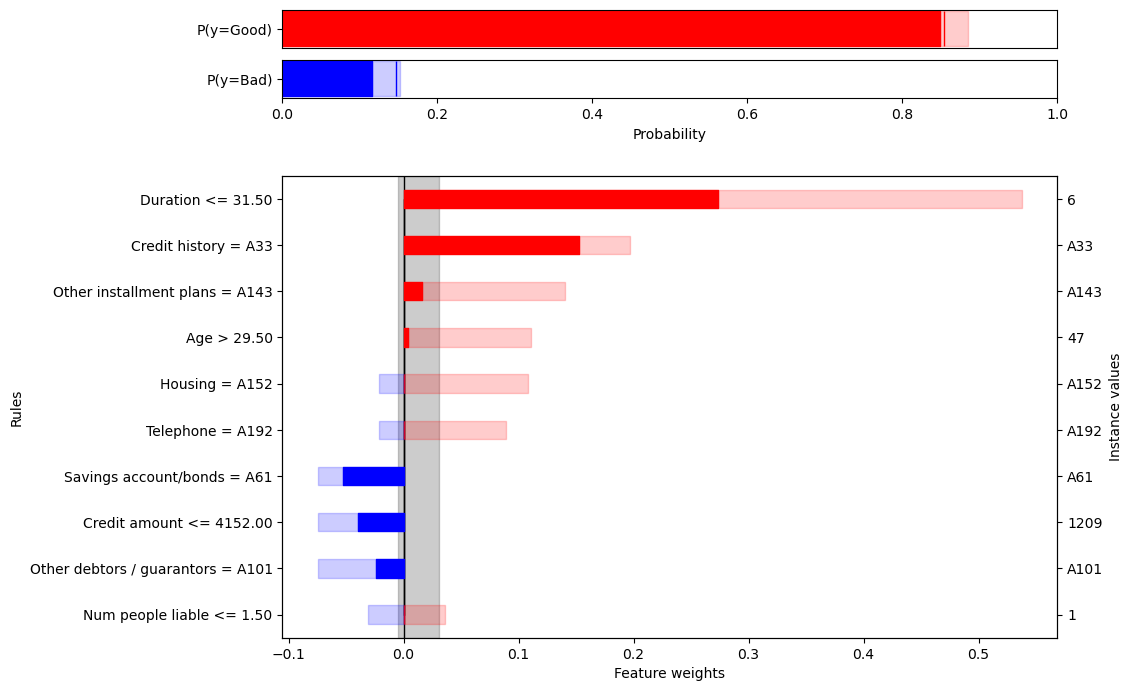 P(y=Good)
P(y=Bad)
0.0 0.2 0.4 0.6 0.8 1.0
Probability
Duration <= 31.50 6
Credit history = A33 A33
Other installment plans = A143 A143
Age > 29.50 47
Housing = A152 A152
Telephone = A192 A192
Savings account/bonds = A61 A61
Credit amount <= 4152.00 1209
Other debtors / guarantors = A101 A101
Num people liable <= 1.50 1
Rules
Instance values
−0.1 0.0 0.1 0.2 0.3 0.4 0.5
Feature weights